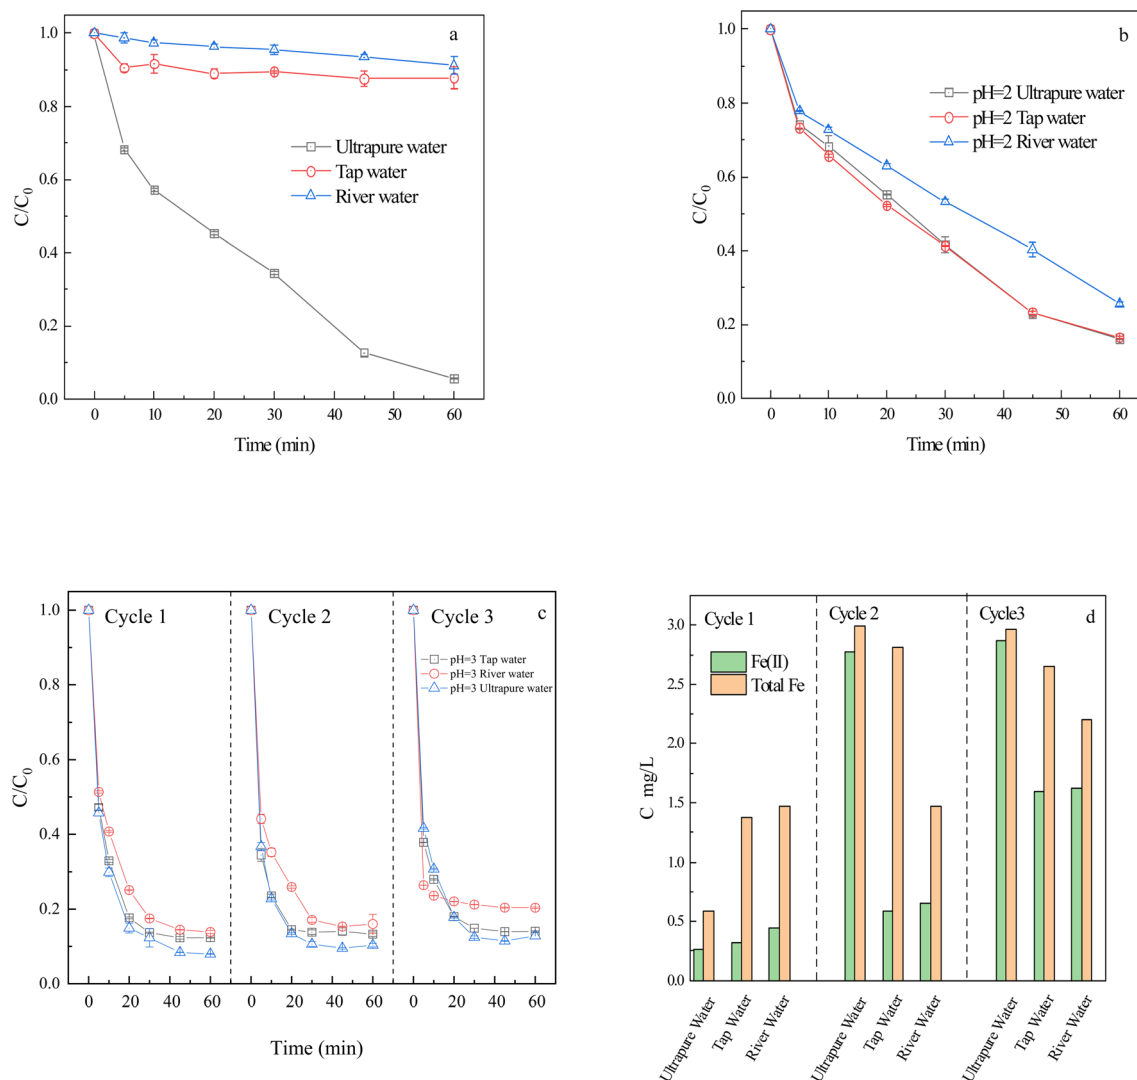 a
1.0
0.8
0.6
0.4
0.2
0.0
C/C0
Ultrapure water
Tap water
River water
0 10 20 30 40 50 60
Time (min)
b
1.0
0.8
0.6
0.4
0.2
0.0
C/C0
pH=2 Ultrapure water
pH=2 Tap water
pH=2 River water
0 10 20 30 40 50 60
Time (min)
Cycle 1 Cycle 2 Cycle 3 c
1.0
0.8
0.6
0.4
0.2
0.0
C/C0
pH=3 Tap water
pH=3 River water
pH=3 Ultrapure water
0 20 40 60 0 20 40 60 0 20 40 60
Time (min)
Cycle 1 Cycle 2 Cycle3 d
3.0
2.5
2.0
1.5
1.0
0.5
0.0
C mg/L
Fe(II)
Total Fe
Ultrapure Water
Tap Water
River Water
Ultrapure Water
Tap Water
River Water
Ultrapure Water
Tap Water
River Water